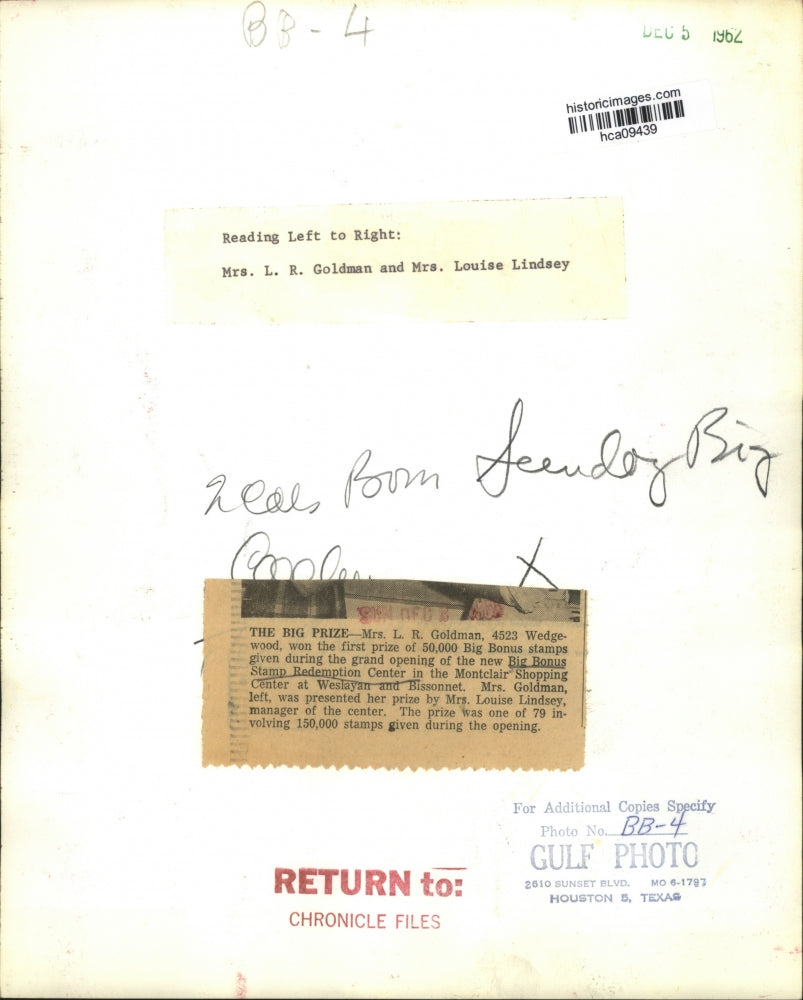 BB-4
DEC 5 1962
historicimages.com
hca09439
Reading Left to Right:
Mrs. L. R. Goldman and Mrs. Louise Lindsey
Born Big
X
SUN DEC
THE BIG PRIZE—Mrs. L. R. Goldman, 4523 Wedge-
wood, won the first prize of 50,000 Big Bonus stamps
given during the grand opening of the new Big Bonus
Stamp Redemption Center in the Montclair Shopping
Center at Weslayan and Bissonnet. Mrs. Goldman,
left, was presented her prize by Mrs. Louise Lindsey,
manager of the center. The prize was one of 79 in-
volving 150,000 stamps given during the opening.
For Additional Copies Specify
Photo No. BB-4
GULF PHOTO
2610 SUNSET BLVD. MO 6-1797
HOUSTON 5, TEXAS
RETURN to:
CHRONICLE FILES